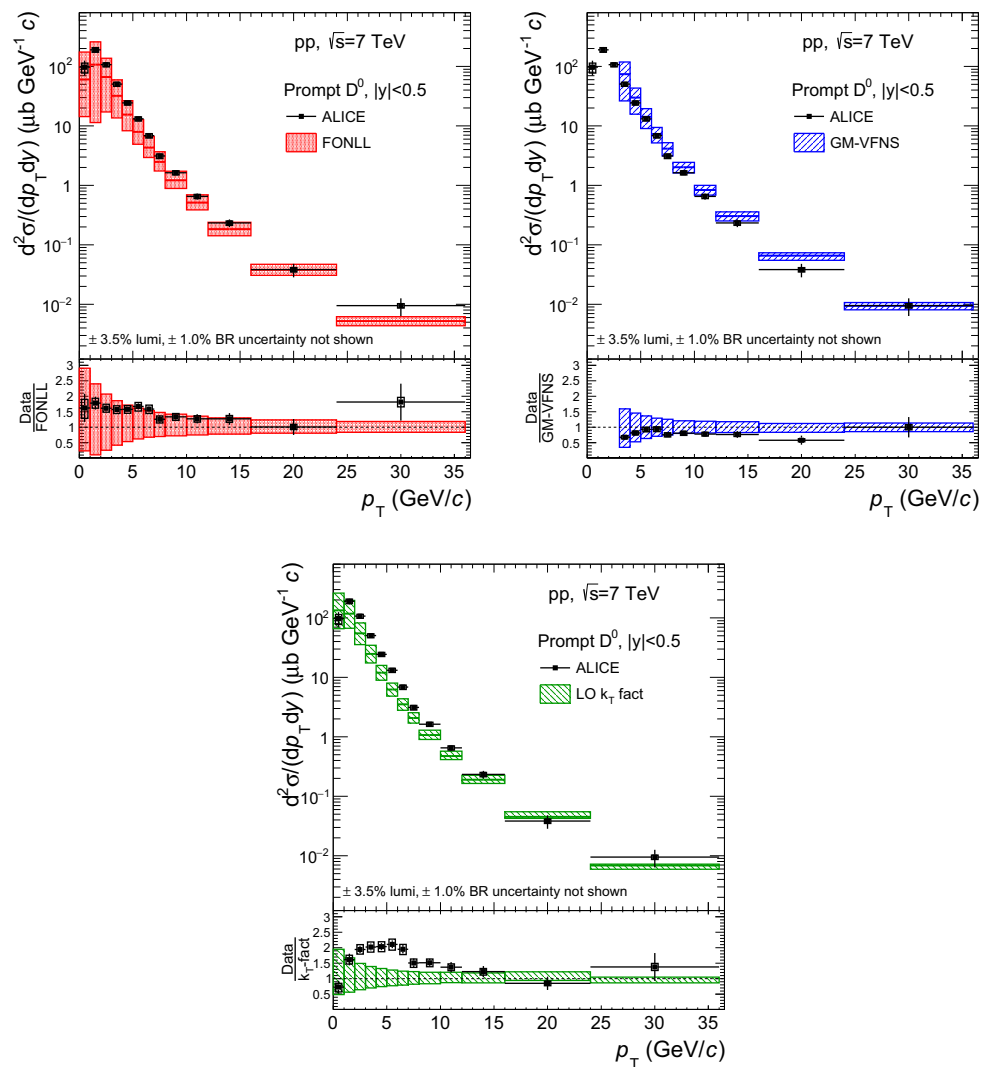 pp, √s=7 TeV
Prompt D⁰, |y|<0.5
ALICE
FONLL
± 3.5% lumi, ± 1.0% BR uncertainty not shown
d²σ/(dp_T dy) (μb GeV⁻¹ c)
10²
10
1
10⁻¹
10⁻²
Data
FONLL
3
2.5
2
1.5
1
0.5
0 5 10 15 20 25 30 35
p_T (GeV/c)
pp, √s=7 TeV
Prompt D⁰, |y|<0.5
ALICE
GM-VFNS
± 3.5% lumi, ± 1.0% BR uncertainty not shown
d²σ/(dp_T dy) (μb GeV⁻¹ c)
10²
10
1
10⁻¹
10⁻²
Data
GM-VFNS
3
2.5
2
1.5
1
0.5
0 5 10 15 20 25 30 35
p_T (GeV/c)
pp, √s=7 TeV
Prompt D⁰, |y|<0.5
ALICE
LO k_T fact
± 3.5% lumi, ± 1.0% BR uncertainty not shown
d²σ/(dp_T dy) (μb GeV⁻¹ c)
10²
10
1
10⁻¹
10⁻²
Data
k_T-fact
3
2.5
2
1.5
1
0.5
0 5 10 15 20 25 30 35
p_T (GeV/c)